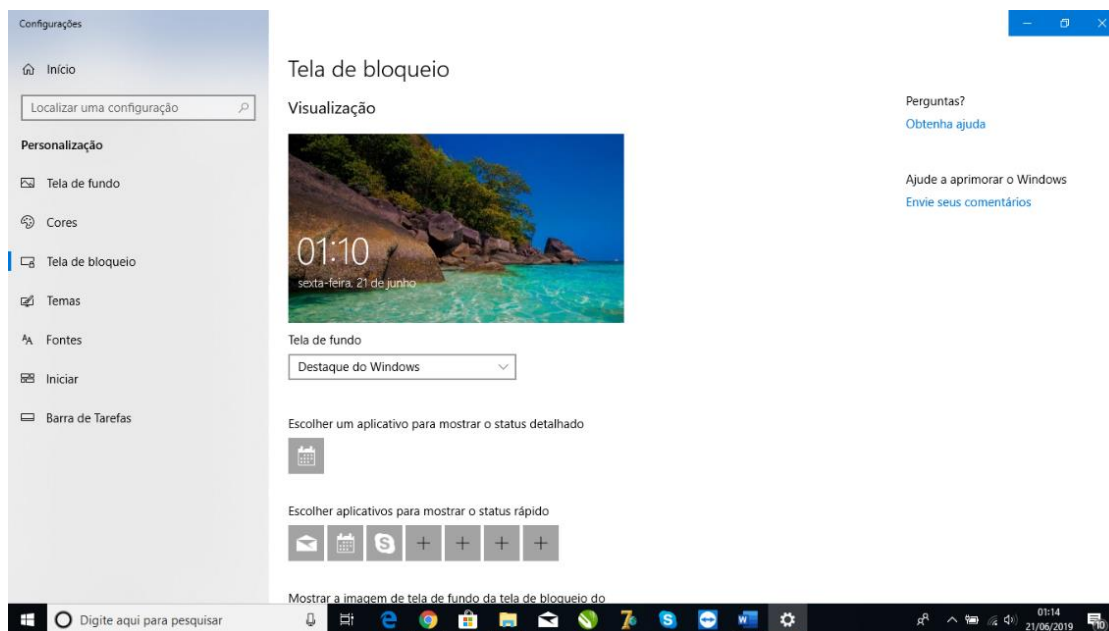 Configurações
Início
Localizar uma configuração
Personalização
Tela de fundo
Cores
Tela de bloqueio
Temas
Fontes
Iniciar
Barra de Tarefas
Tela de bloqueio
Visualização
01:10
sexta-feira, 21 de junho
Tela de fundo
Destaque do Windows
Escolher um aplicativo para mostrar o status detalhado
Escolher aplicativos para mostrar o status rápido
Mostrar a imagem de tela de fundo da tela de bloqueio do
Perguntas?
Obtenha ajuda
Ajude a aprimorar o Windows
Envie seus comentários
Digite aqui para pesquisar
01:14
21/06/2019
10